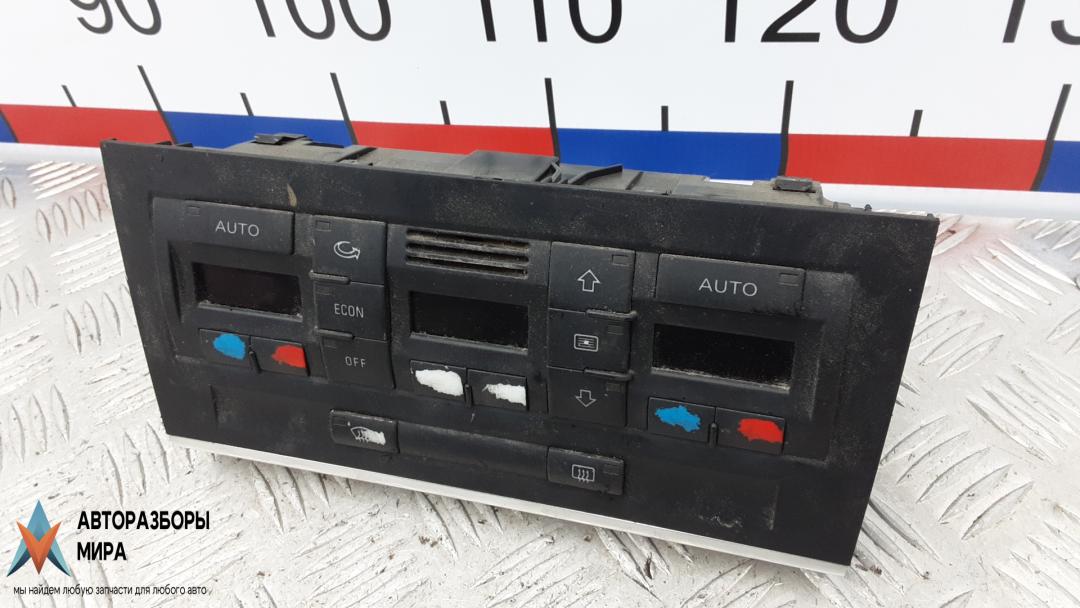 90 100 110 120
AUTO
ECON
OFF
AUTO
АВТОРАЗБОРЫ
МИРА
мы найдем любую запчасти для любого авто